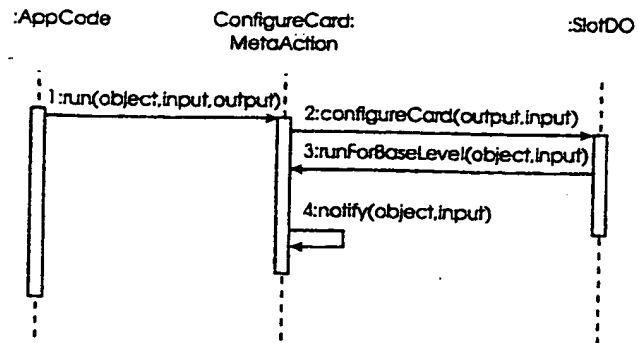 :AppCode
ConfigureCard:
MetaAction
:SlotDO
1:run(object,input,output)
2:configureCard(output,input)
3:runForBaseLevel(object,input)
4:notify(object,input)